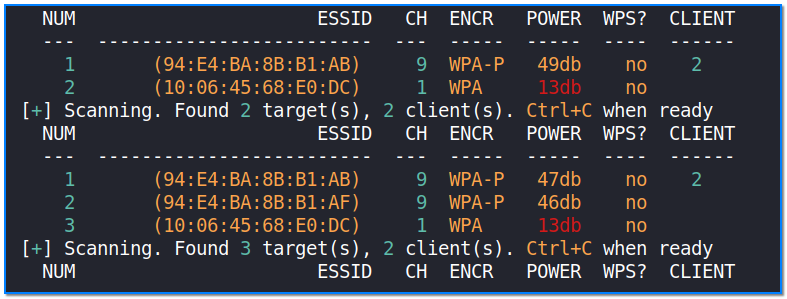 NUM ESSID CH ENCR POWER WPS? CLIENT
--- ------------------------- --- ---- ----- ---- ------
1 (94:E4:BA:8B:B1:AB) 9 WPA-P 49db no 2
2 (10:06:45:68:E0:DC) 1 WPA 13db no
[+] Scanning. Found 2 target(s), 2 client(s). Ctrl+C when ready
NUM ESSID CH ENCR POWER WPS? CLIENT
--- ------------------------- --- ---- ----- ---- ------
1 (94:E4:BA:8B:B1:AB) 9 WPA-P 47db no 2
2 (94:E4:BA:8B:B1:AF) 9 WPA-P 46db no
3 (10:06:45:68:E0:DC) 1 WPA 13db no
[+] Scanning. Found 3 target(s), 2 client(s). Ctrl+C when ready
NUM ESSID CH ENCR POWER WPS? CLIENT